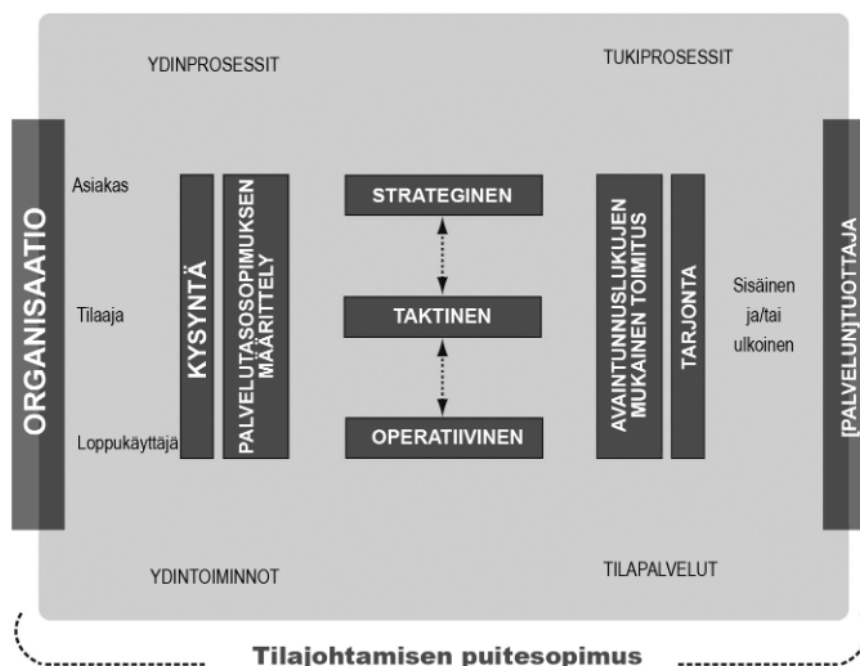 YDINPROSESSIT
TUKIPROSESSIT
ORGANISAATIO
Asiakas
Tilaaja
Loppukäyttäjä
KYSYNTÄ
PALVELUTASOSOPIMUKSEN
MÄÄRITTELY
STRATEGINEN
TAKTINEN
OPERATIIVINEN
AVAINTUNNUSLUKUJEN
MUKAINEN TOIMITUS
TARJONTA
Sisäinen
ja/tai
ulkoinen
[PALVELUN]TUOTTAJA
YDINTOIMINNOT
TILAPALVELUT
Tilajohtamisen puitesopimus